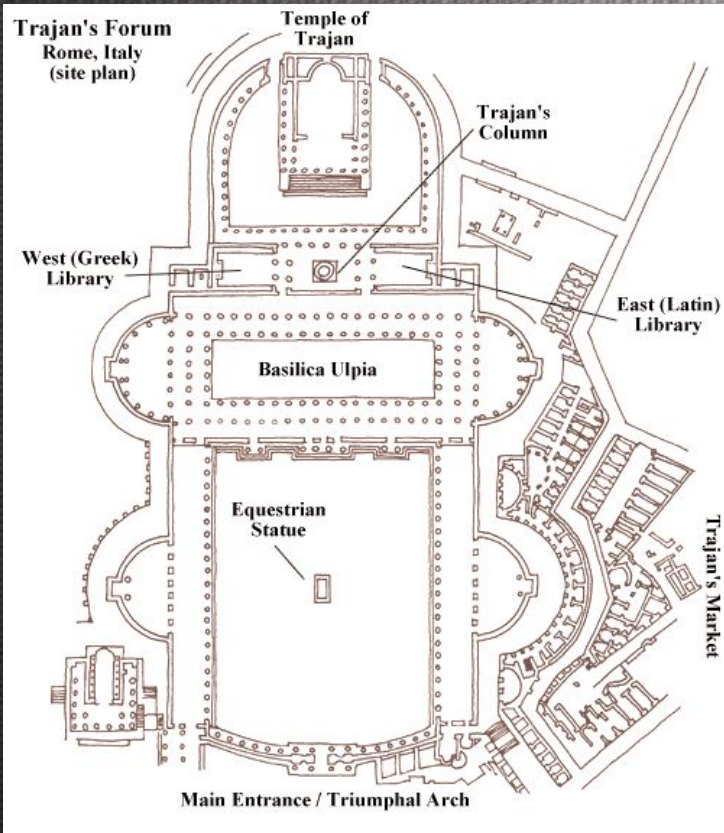 Trajan's Forum
Rome, Italy
(site plan)
Temple of
Trajan
Trajan's
Column
West (Greek)
Library
East (Latin)
Library
Basilica Ulpia
Equestrian
Statue
Trajan's Market
Main Entrance / Triumphal Arch